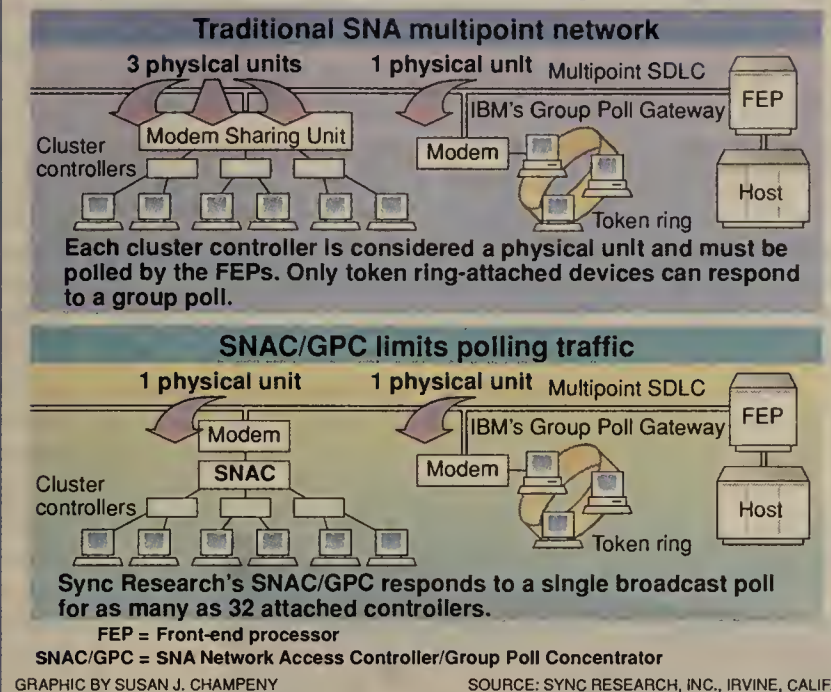 Traditional SNA multipoint network
3 physical units
1 physical unit
Multipoint SDLC
FEP
IBM's Group Poll Gateway
Modem Sharing Unit
Cluster
controllers
Modem
Host
Token ring
Each cluster controller is considered a physical unit and must be
polled by the FEPs. Only token ring-attached devices can respond
to a group poll.
SNAC/GPC limits polling traffic
1 physical unit
1 physical unit
Multipoint SDLC
FEP
Modem
IBM's Group Poll Gateway
SNAC
Modem
Cluster
controllers
Host
Token ring
Sync Research's SNAC/GPC responds to a single broadcast poll
for as many as 32 attached controllers.
FEP = Front-end processor
SNAC/GPC = SNA Network Access Controller/Group Poll Concentrator
GRAPHIC BY SUSAN J. CHAMPENY
SOURCE: SYNC RESEARCH, INC., IRVINE, CALIF